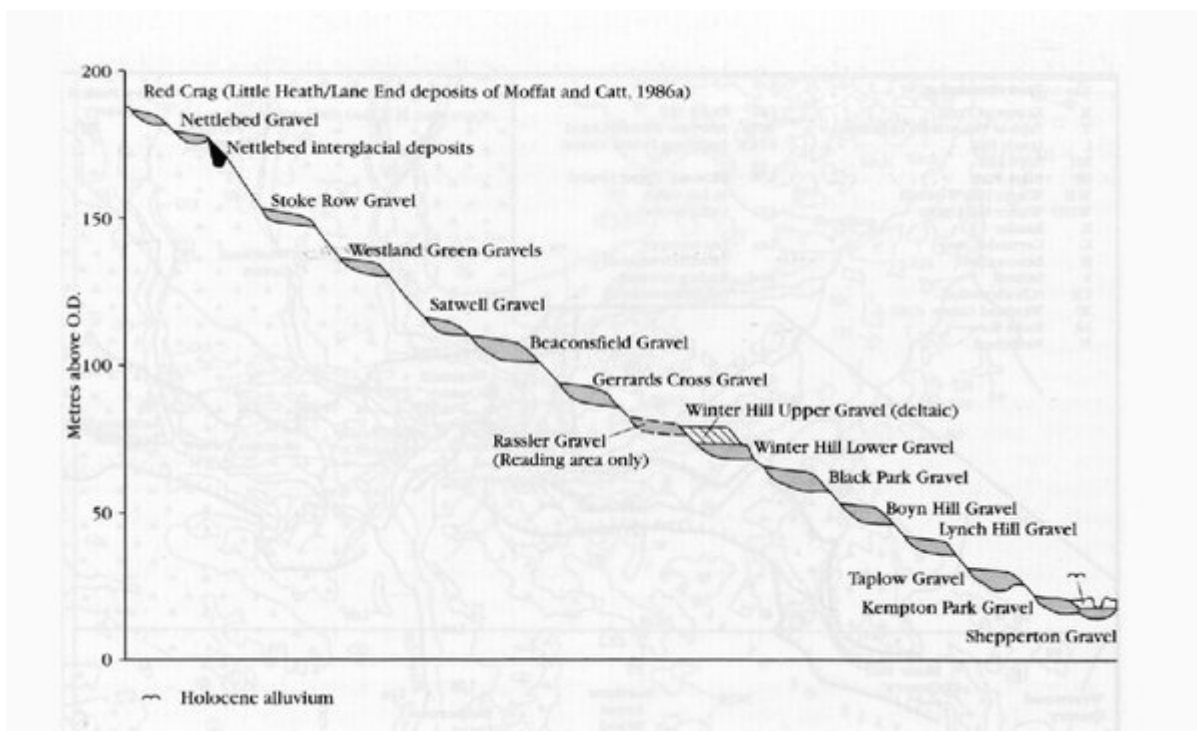 200
Red Crag (Little Heath/Lane End deposits of Moffat and Catt, 1986a)
Nettlebed Gravel
Nettlebed interglacial deposits
Stoke Row Gravel
150
Westland Green Gravels
Satwell Gravel
Beaconsfield Gravel
100
Gerrards Cross Gravel
Winter Hill Upper Gravel (deltaic)
Rassler Gravel
(Reading area only)
Winter Hill Lower Gravel
Black Park Gravel
50
Boyn Hill Gravel
Lynch Hill Gravel
Taplow Gravel
Kempton Park Gravel
Shepperton Gravel
0
Metres above O.D.
Holocene alluvium